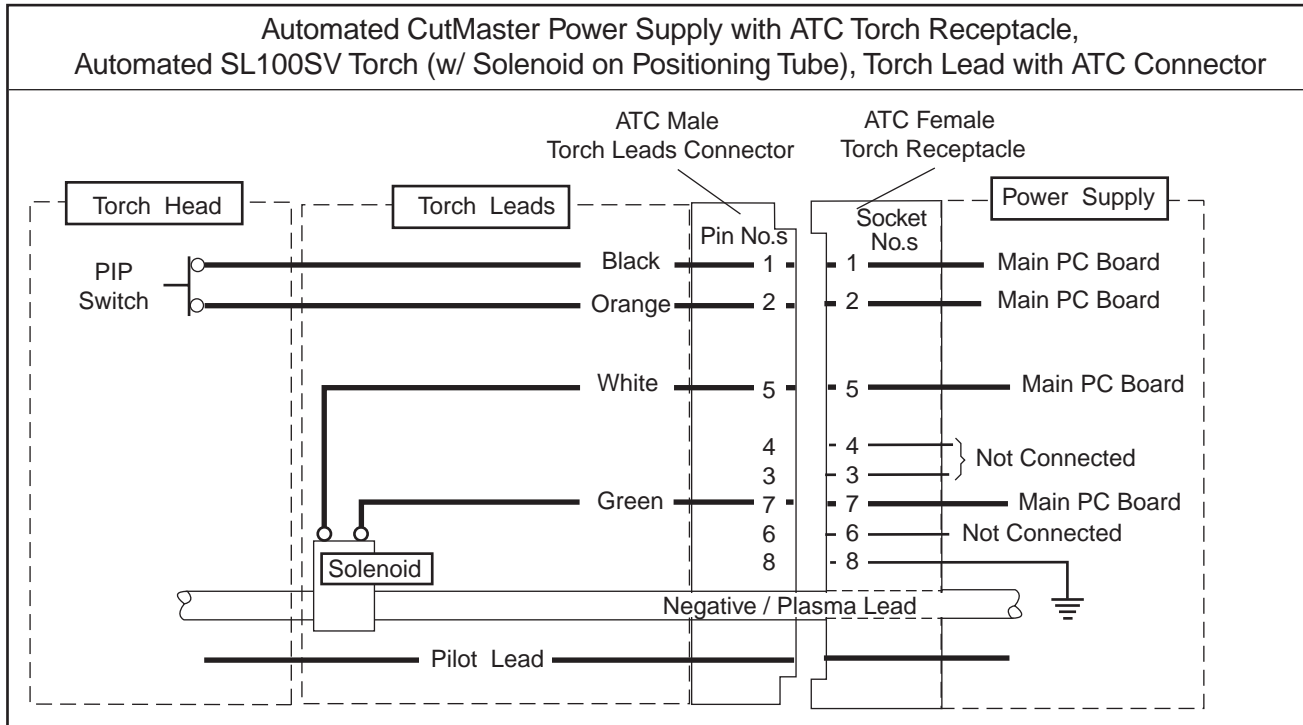 Automated CutMaster Power Supply with ATC Torch Receptacle,
Automated SL100SV Torch (w/ Solenoid on Positioning Tube), Torch Lead with ATC Connector
ATC Male
Torch Leads Connector
ATC Female
Torch Receptacle
Torch Head
Torch Leads
Power Supply
Pin No.s
Socket
No.s
PIP
Switch
Black
1
1
Main PC Board
Orange
2
2
Main PC Board
White
5
5
Main PC Board
4
4
3
3
Not Connected
Green
7
7
Main PC Board
6
6
Not Connected
8
8
Solenoid
Negative / Plasma Lead
Pilot Lead